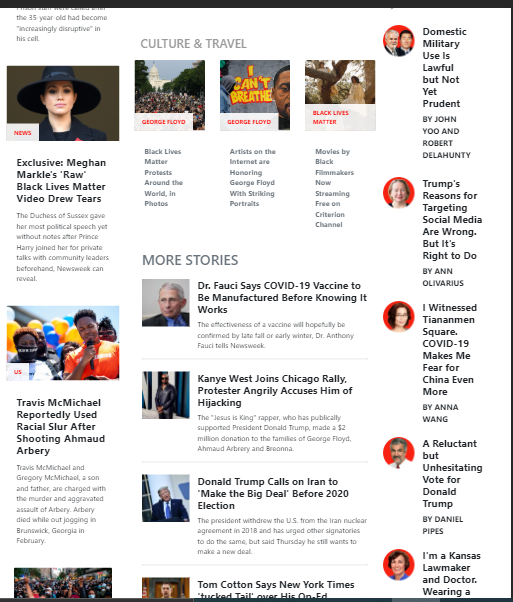 Prison staff were called after
the 35-year old had become
"increasingly disruptive" in
his cell.
NEWS
Exclusive: Meghan
Markle's 'Raw'
Black Lives Matter
Video Drew Tears
The Duchess of Sussex gave
her most political speech yet
without notes after Prince
Harry joined her for private
talks with community leaders
beforehand, Newsweek can
reveal.
US
Travis McMichael
Reportedly Used
Racial Slur After
Shooting Ahmaud
Arbery
Travis McMichael and
Gregory McMichael, a son
and father, are charged with
the murder and aggravated
assault of Arbery. Arbery
died while out jogging in
Brunswick, Georgia in
February.
CULTURE & TRAVEL
GEORGE FLOYD
Black Lives
Matter
Protests
Around the
World, in
Photos
I
CAN'T
BREATHE
GEORGE FLOYD
Artists on the
Internet are
Honoring
George Floyd
With Striking
Portraits
BLACK LIVES
MATTER
Movies by
Black
Filmmakers
Now
Streaming
Free on
Criterion
Channel
MORE STORIES
Dr. Fauci Says COVID-19 Vaccine to
Be Manufactured Before Knowing It
Works
The effectiveness of a vaccine will hopefully be
confirmed by late fall or early winter, Dr. Anthony
Fauci tells Newsweek.
Kanye West Joins Chicago Rally,
Protester Angrily Accuses Him of
Hijacking
The "Jesus is King" rapper, who has publically
supported President Donald Trump, made a $2
million donation to the families of George Floyd,
Ahmaud Arbery and Breonna.
Donald Trump Calls on Iran to
'Make the Big Deal' Before 2020
Election
The president withdrew the U.S. from the Iran nuclear
agreement in 2018 and has urged other signatories
to do the same, but said Thursday he still wants to
make a new deal.
Tom Cotton Says New York Times
'tucked Tail' over His Op-Ed
Domestic
Military
Use Is
Lawful
but Not
Yet
Prudent
BY JOHN
YOO AND
ROBERT
DELAHUNTY
Trump's
Reasons for
Targeting
Social Media
Are Wrong.
But It's
Right to Do
BY ANN
OLIVARIUS
I Witnessed
Tiananmen
Square.
COVID-19
Makes Me
Fear for
China Even
More
BY ANNA
WANG
A Reluctant
but
Unhesitating
Vote for
Donald
Trump
BY DANIEL
PIPES
I'm a Kansas
Lawmaker
and Doctor.
Wearing a